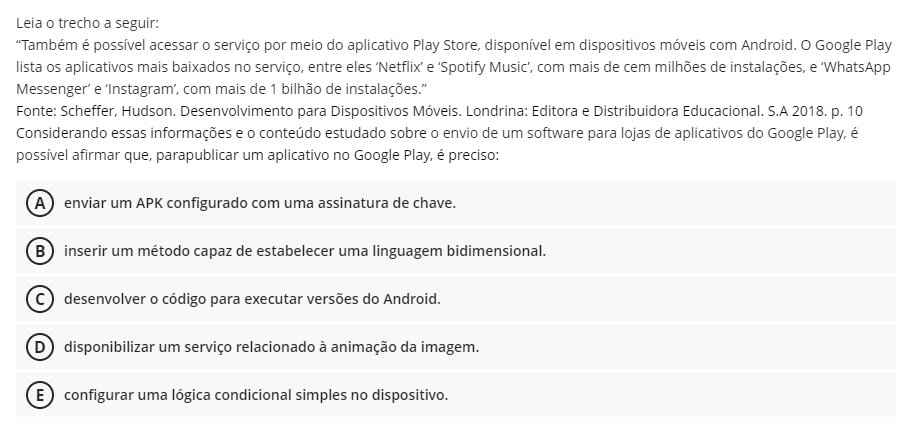 Leia o trecho a seguir:
“Também é possível acessar o serviço por meio do aplicativo Play Store, disponível em dispositivos móveis com Android. O Google Play
lista os aplicativos mais baixados no serviço, entre eles ‘Netflix’ e ‘Spotify Music’, com mais de cem milhões de instalações, e ‘WhatsApp
Messenger’ e ‘Instagram’, com mais de 1 bilhão de instalações.”
Fonte: Scheffer, Hudson. Desenvolvimento para Dispositivos Móveis. Londrina: Editora e Distribuidora Educacional. S.A 2018. p. 10
Considerando essas informações e o conteúdo estudado sobre o envio de um software para lojas de aplicativos do Google Play, é
possível afirmar que, parapublicar um aplicativo no Google Play, é preciso:
A enviar um APK configurado com uma assinatura de chave.
B inserir um método capaz de estabelecer uma linguagem bidimensional.
C desenvolver o código para executar versões do Android.
D disponibilizar um serviço relacionado à animação da imagem.
E configurar uma lógica condicional simples no dispositivo.